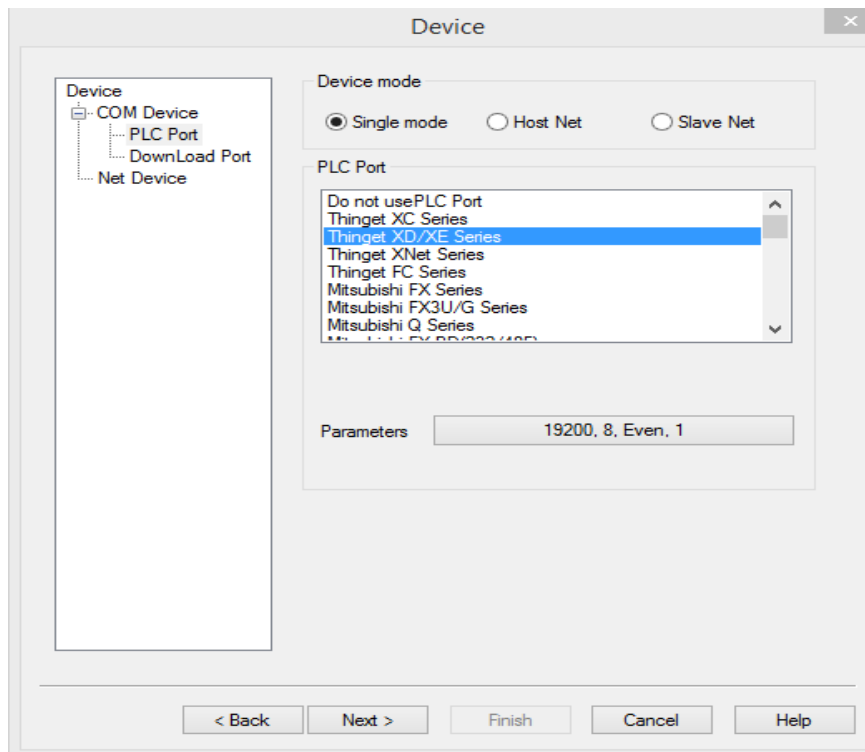 Device
Device
COM Device
PLC Port
DownLoad Port
Net Device
Device mode
Single mode
Host Net
Slave Net
PLC Port
Do not usePLC Port
Thinget XC Series
Thinget XD/XE Series
Thinget XNet Series
Thinget FC Series
Mitsubishi FX Series
Mitsubishi FX3U/G Series
Mitsubishi Q Series
Parameters
19200, 8, Even, 1
< Back
Next >
Finish
Cancel
Help